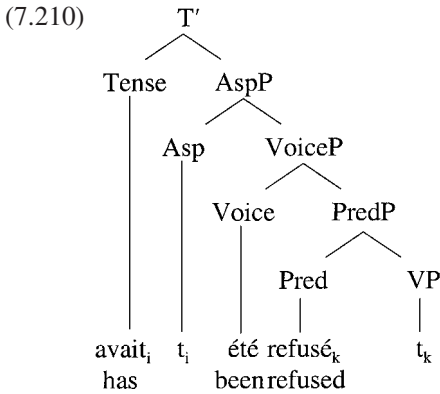 (7.210) T′
Tense AspP
Asp VoiceP
Voice PredP
Pred VP
avaitᵢ tᵢ été refuséₖ tₖ
has been refused